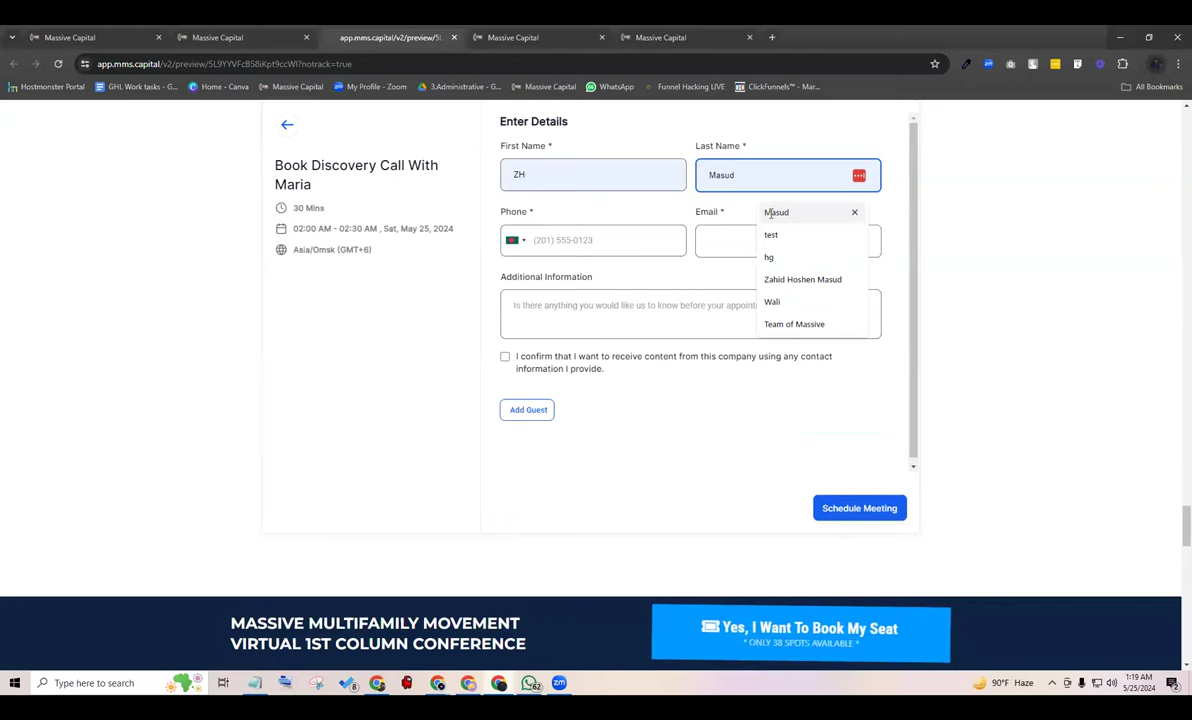 Massive Capital
Massive Capital
app.mms.capital/v2/preview/5L
Massive Capital
Massive Capital
app.mms.capital/v2/preview/5L9YYVFcB58iKpt9ccWl?notrack=true
Hostmonster Portal
GHL Work tasks - G...
Home - Canva
Massive Capital
My Profile - Zoom
3.Administrative - G...
Massive Capital
WhatsApp
Funnel Hacking LIVE
ClickFunnels™ - Mar...
All Bookmarks
Book Discovery Call With
Maria
30 Mins
02:00 AM - 02:30 AM , Sat, May 25, 2024
Asia/Omsk (GMT+6)
Enter Details
First Name *
Last Name *
ZH
Masud
Phone *
Email *
(201) 555-0123
Masud
test
hg
Zahid Hoshen Masud
Wali
Team of Massive
Additional Information
Is there anything you would like us to know before your appoint
I confirm that I want to receive content from this company using any contact
information I provide.
Add Guest
Schedule Meeting
MASSIVE MULTIFAMILY MOVEMENT
VIRTUAL 1ST COLUMN CONFERENCE
Yes, I Want To Book My Seat
* ONLY 38 SPOTS AVAILABLE *
Type here to search
8
62
90°F Haze
1:19 AM
5/25/2024
2